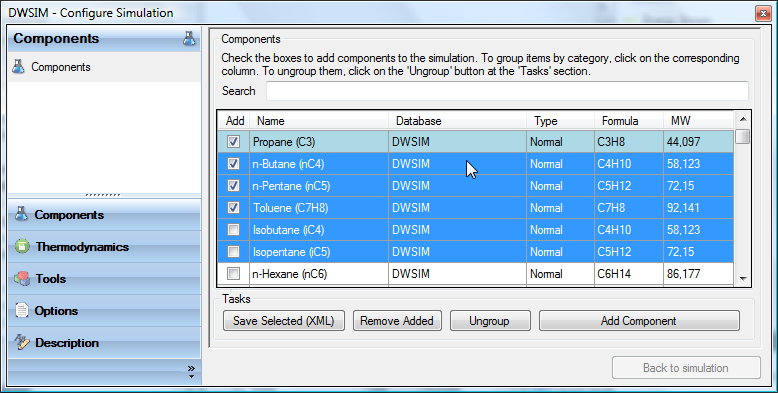 DWSIM - Configure Simulation
Components
Components
Components
Thermodynamics
Tools
Options
Description
»
Components
Check the boxes to add components to the simulation. To group items by category, click on the corresponding
column. To ungroup them, click on the 'Ungroup' button at the 'Tasks' section.
Search
Add Name Database Type Formula MW
Propane (C3) DWSIM Normal C3H8 44,097
n-Butane (nC4) DWSIM Normal C4H10 58,123
n-Pentane (nC5) DWSIM Normal C5H12 72,15
Toluene (C7H8) DWSIM Normal C7H8 92,141
Isobutane (iC4) DWSIM Normal C4H10 58,123
Isopentane (iC5) DWSIM Normal C5H12 72,15
n-Hexane (nC6) DWSIM Normal C6H14 86,177
Tasks
Save Selected (XML) Remove Added Ungroup Add Component
Back to simulation